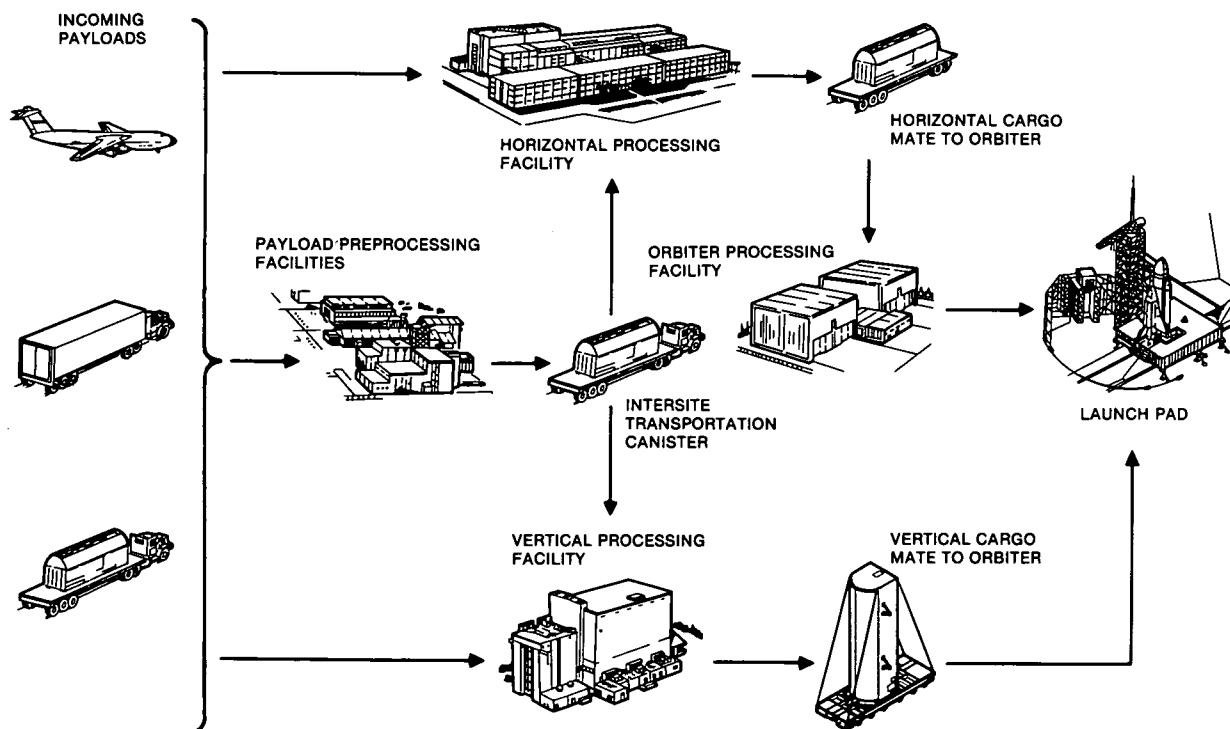 INCOMING
PAYLOADS
HORIZONTAL PROCESSING
FACILITY
HORIZONTAL CARGO
MATE TO ORBITER
PAYLOAD PREPROCESSING
FACILITIES
ORBITER PROCESSING
FACILITY
INTERSITE
TRANSPORTATION
CANISTER
LAUNCH PAD
VERTICAL PROCESSING
FACILITY
VERTICAL CARGO
MATE TO ORBITER